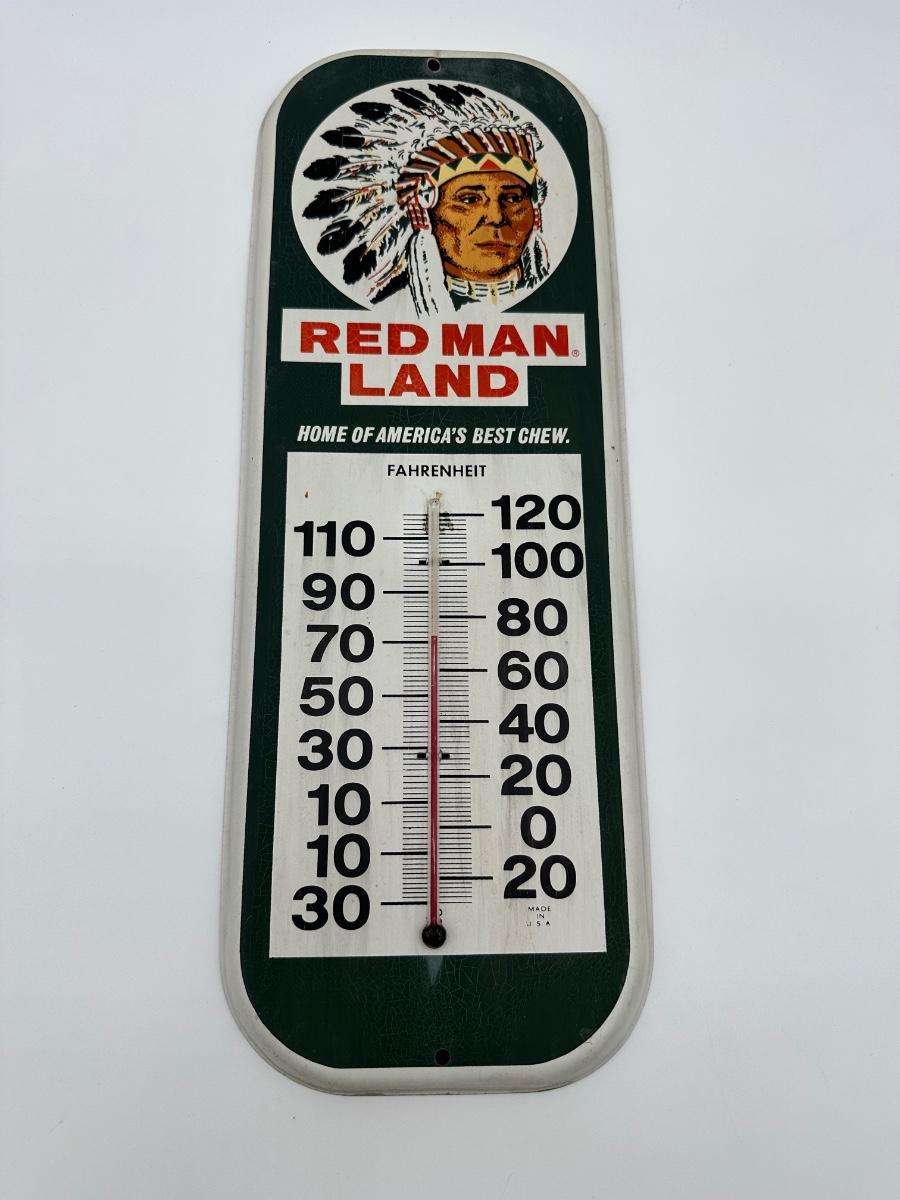 RED MAN®
LAND
HOME OF AMERICA'S BEST CHEW.
FAHRENHEIT
120
110
100
90
80
70
60
50
40
30
20
10
0
10
20
30
MADE
IN
U S A